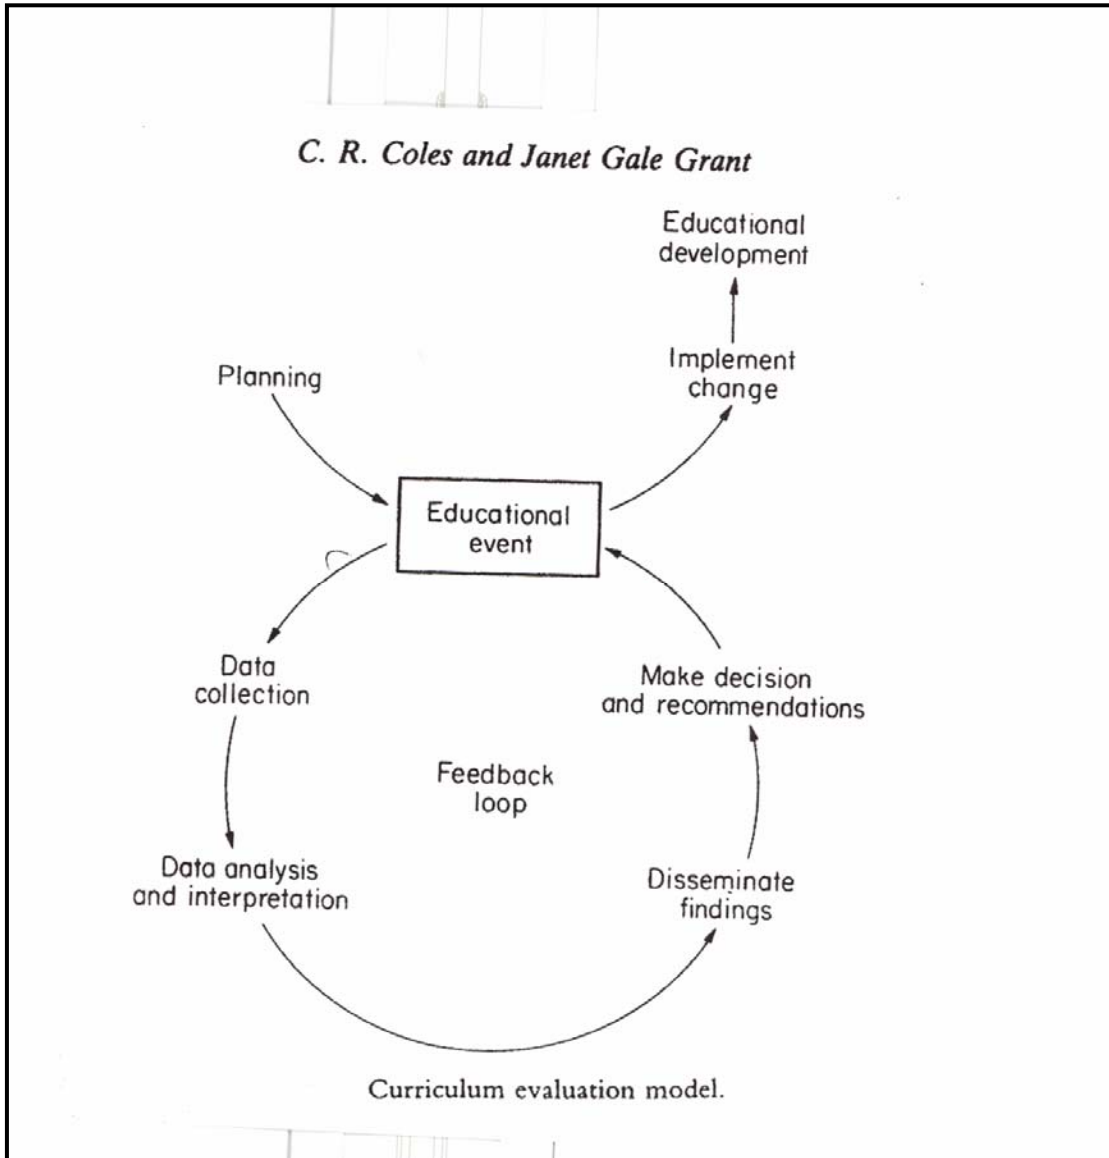 C. R. Coles and Janet Gale Grant
Educational
development
Implement
change
Planning
Educational
event
Data
collection
Make decision
and recommendations
Feedback
loop
Data analysis
and interpretation
Disseminate
findings
Curriculum evaluation model.